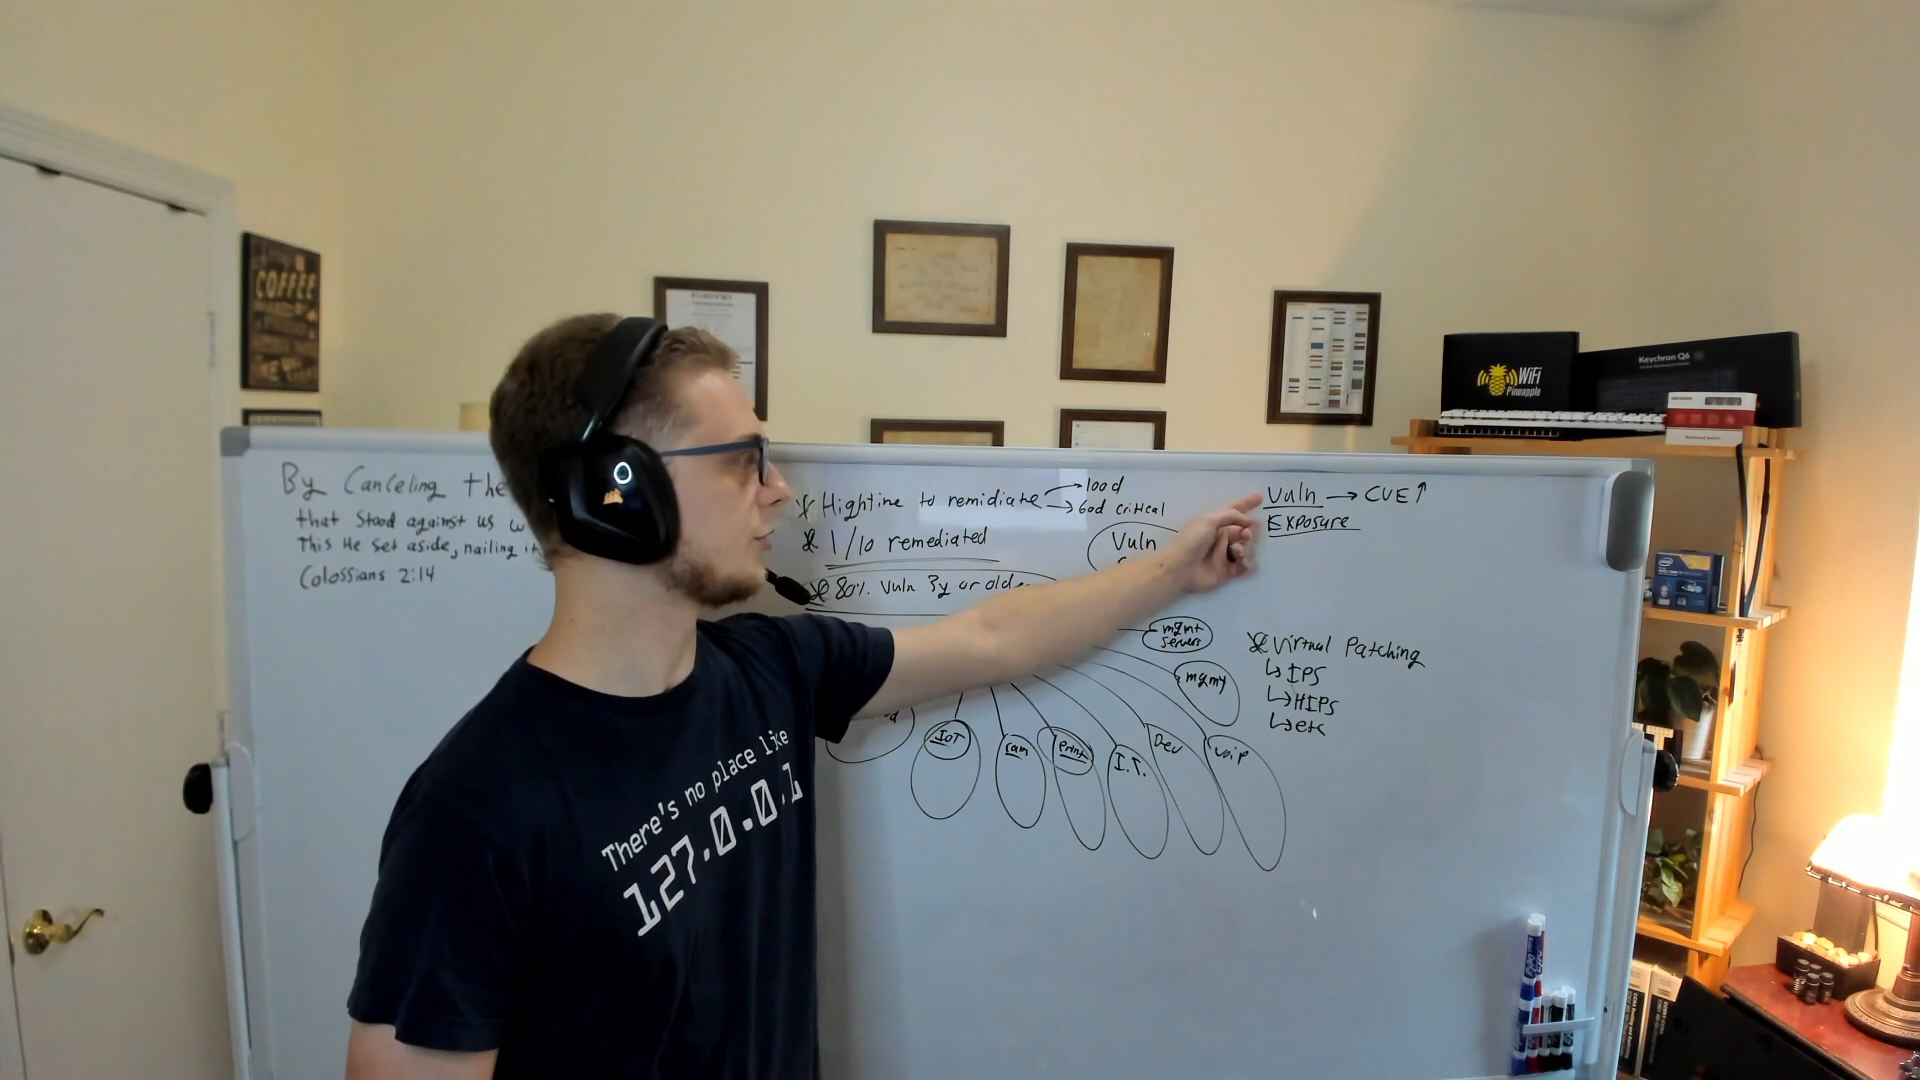 COFFEE
ME
By Canceling the
that stood against us w
This He set aside, nailing it
Colossians 2:14
Hightine to remidiate
100d
60d critical
1/10 remediated
80% Vuln 3y or older
Vuln
Vuln → CVE↑
Exposure
mgmt
servers
mgmt
IOT
cam
Print
I.T.
Dev
VoiP
Virtual Patching
↳IPS
↳HIPS
↳etc
There's no place like
127.0.0.1
WiFi
Pineapple
Keychron Q6